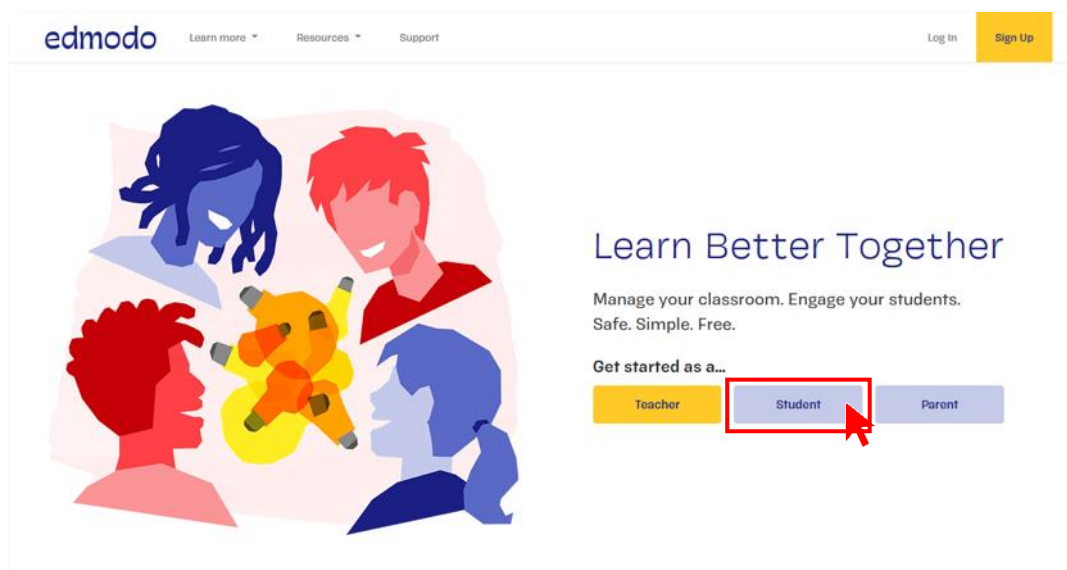 edmodo
Learn more
Resources
Support
Log In
Sign Up
Learn Better Together
Manage your classroom. Engage your students.
Safe. Simple. Free.
Get started as a...
Teacher
Student
Parent